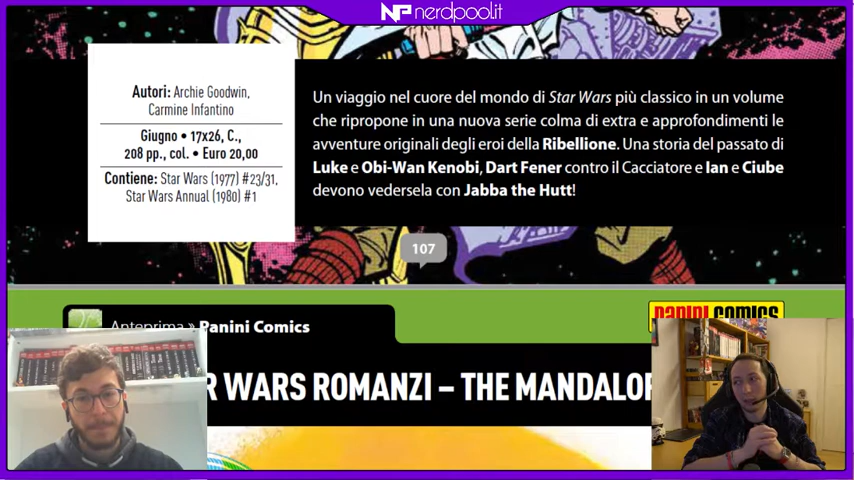 NP nerdpool.it
Autori: Archie Goodwin,
Carmine Infantino
Giugno • 17x26, C.,
208 pp., col. • Euro 20,00
Contiene: Star Wars (1977) #23/31,
Star Wars Annual (1980) #1
Un viaggio nel cuore del mondo di Star Wars più classico in un volume
che ripropone in una nuova serie colma di extra e approfondimenti le
avventure originali degli eroi della Ribellione. Una storia del passato di
Luke e Obi-Wan Kenobi, Dart Fener contro il Cacciatore e Ian e Ciube
devono vedersela con Jabba the Hutt!
107
Anteprima » Panini Comics
PANINI COMICS
R WARS ROMANZI – THE MANDALOR